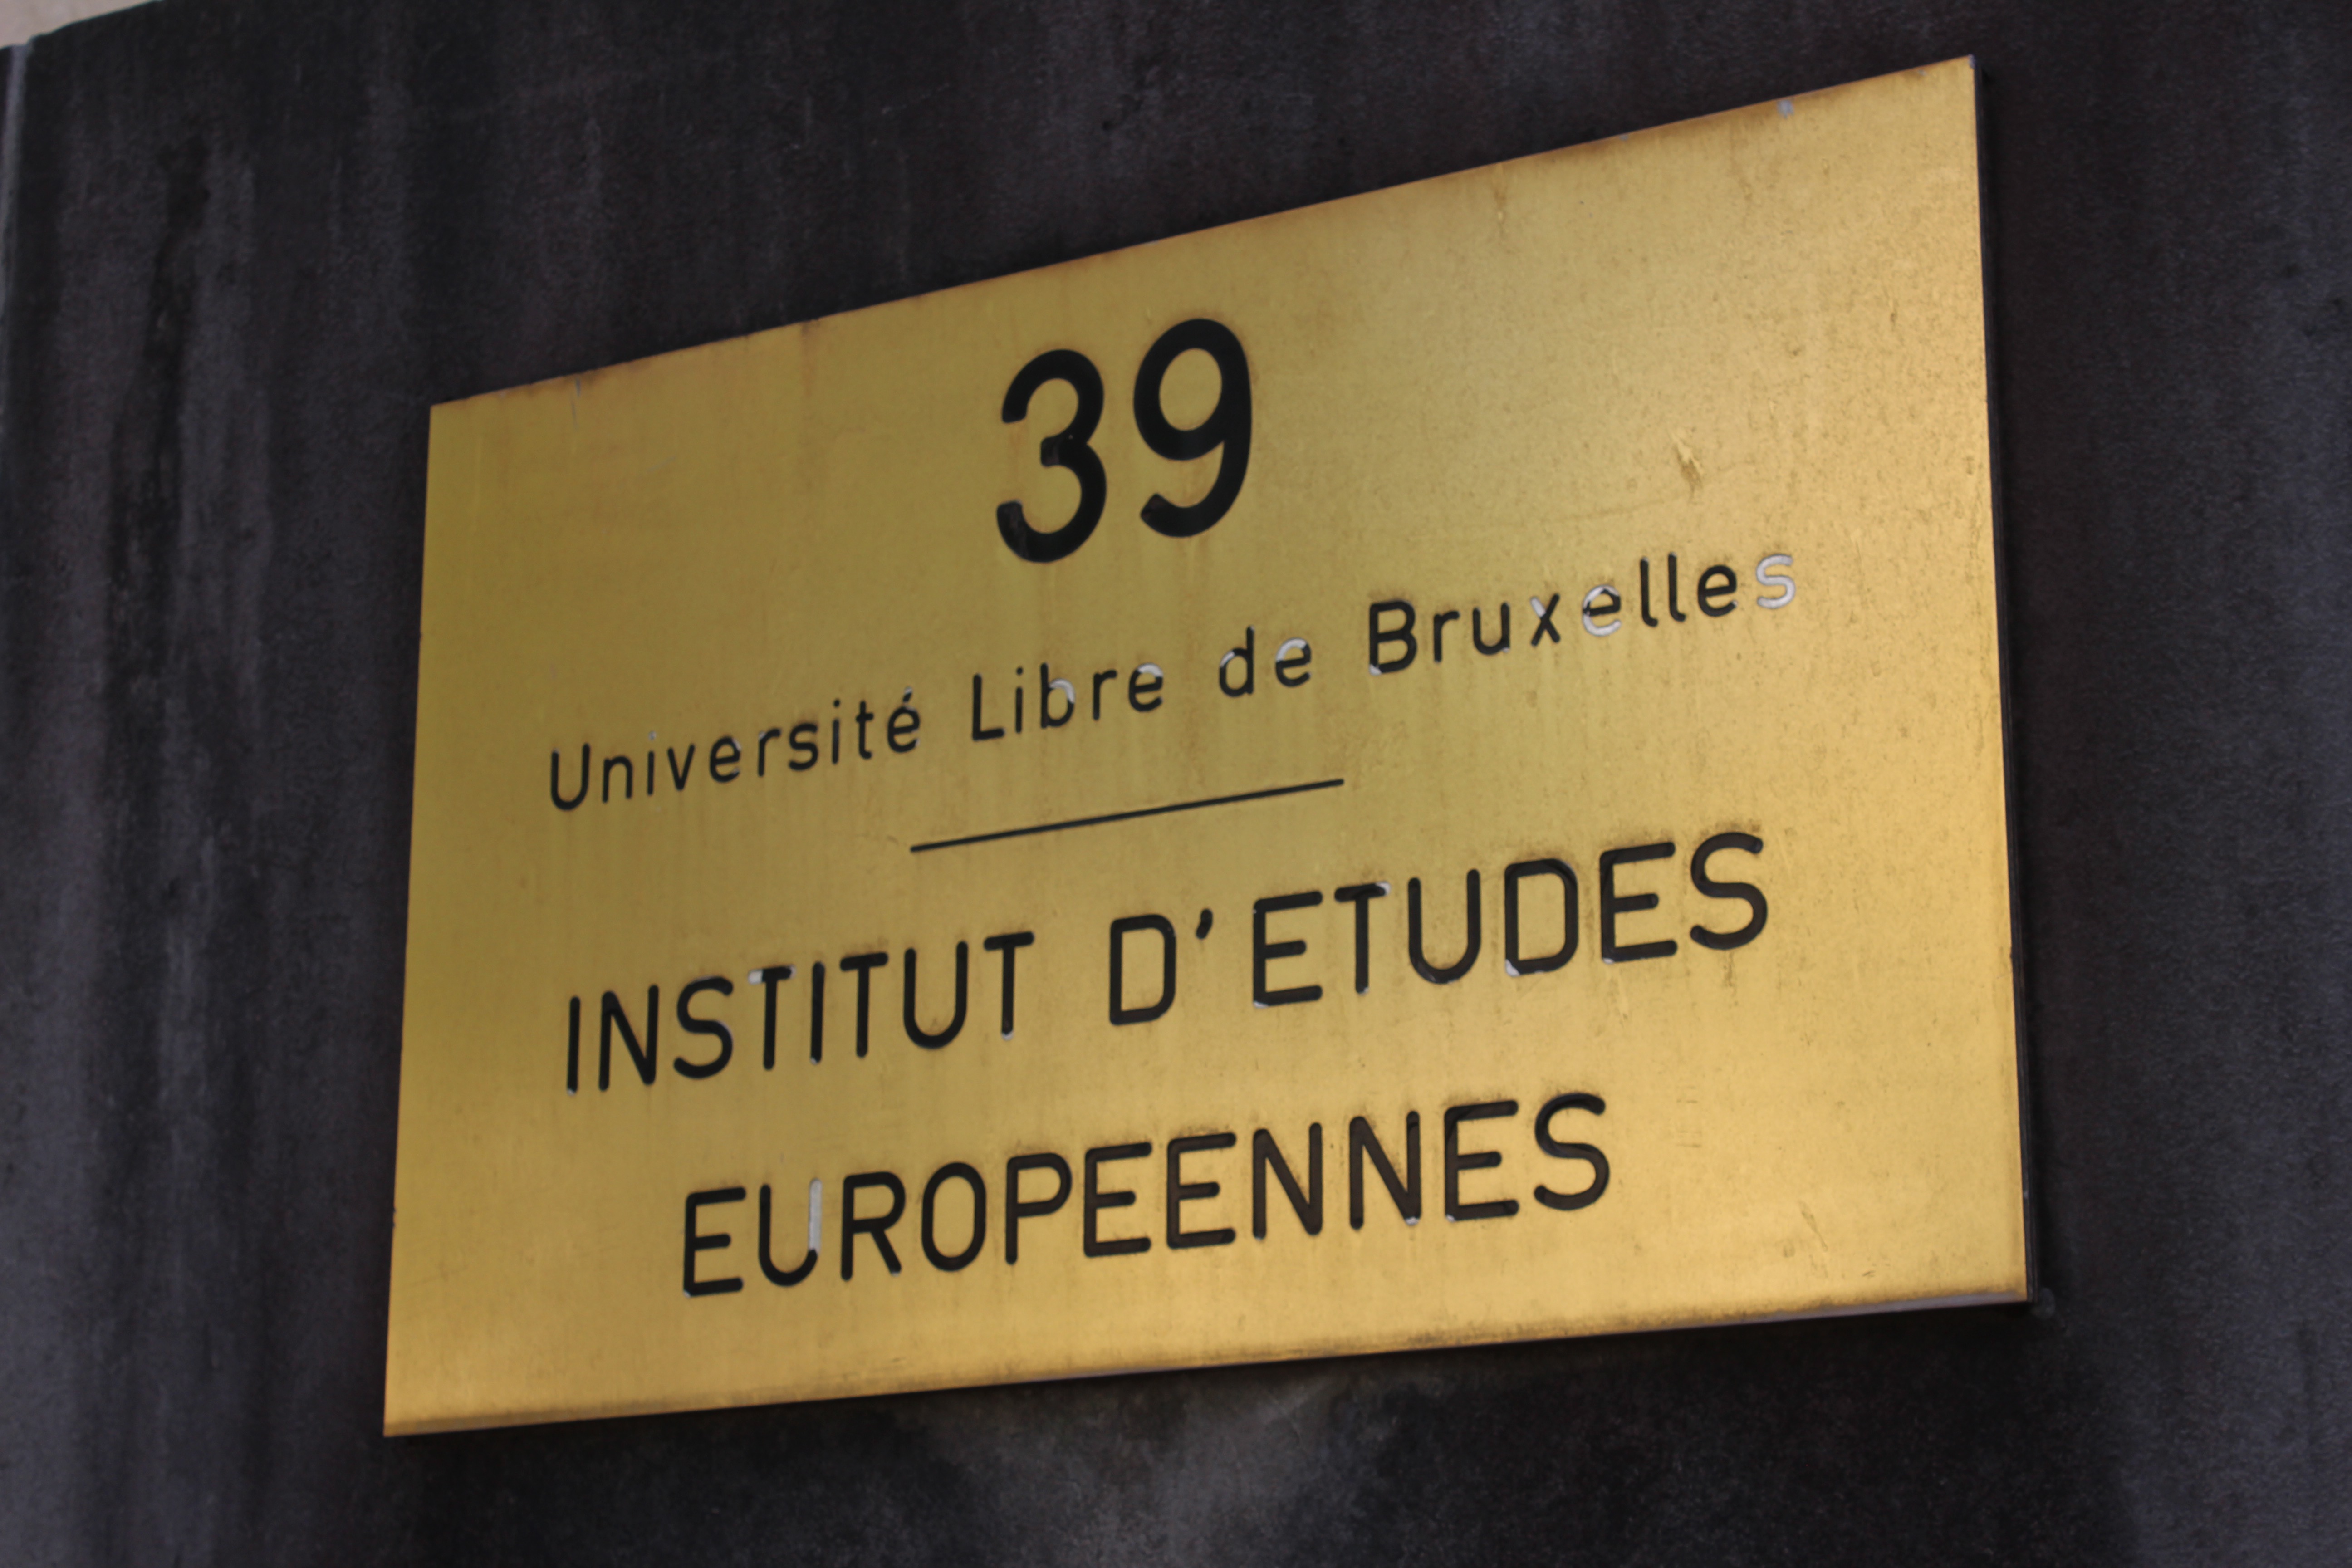 39
Université Libre de Bruxelles
INSTITUT D'ETUDES
EUROPEENNES